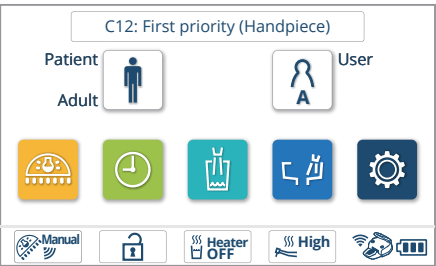 C12: First priority (Handpiece)
Patient
User
Adult
A
Manual
Heater
OFF
High